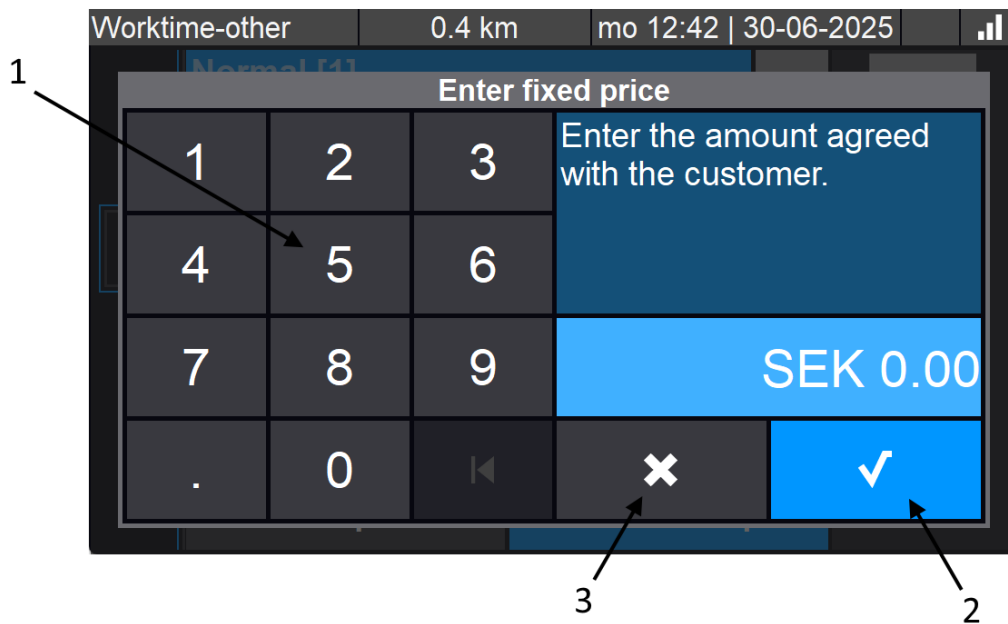 Worktime-other 0.4 km mo 12:42 | 30-06-2025
Normal [1]
1
Enter fixed price
1 2 3
Enter the amount agreed
with the customer.
4 5 6
7 8 9
SEK 0.00
. 0
3
2